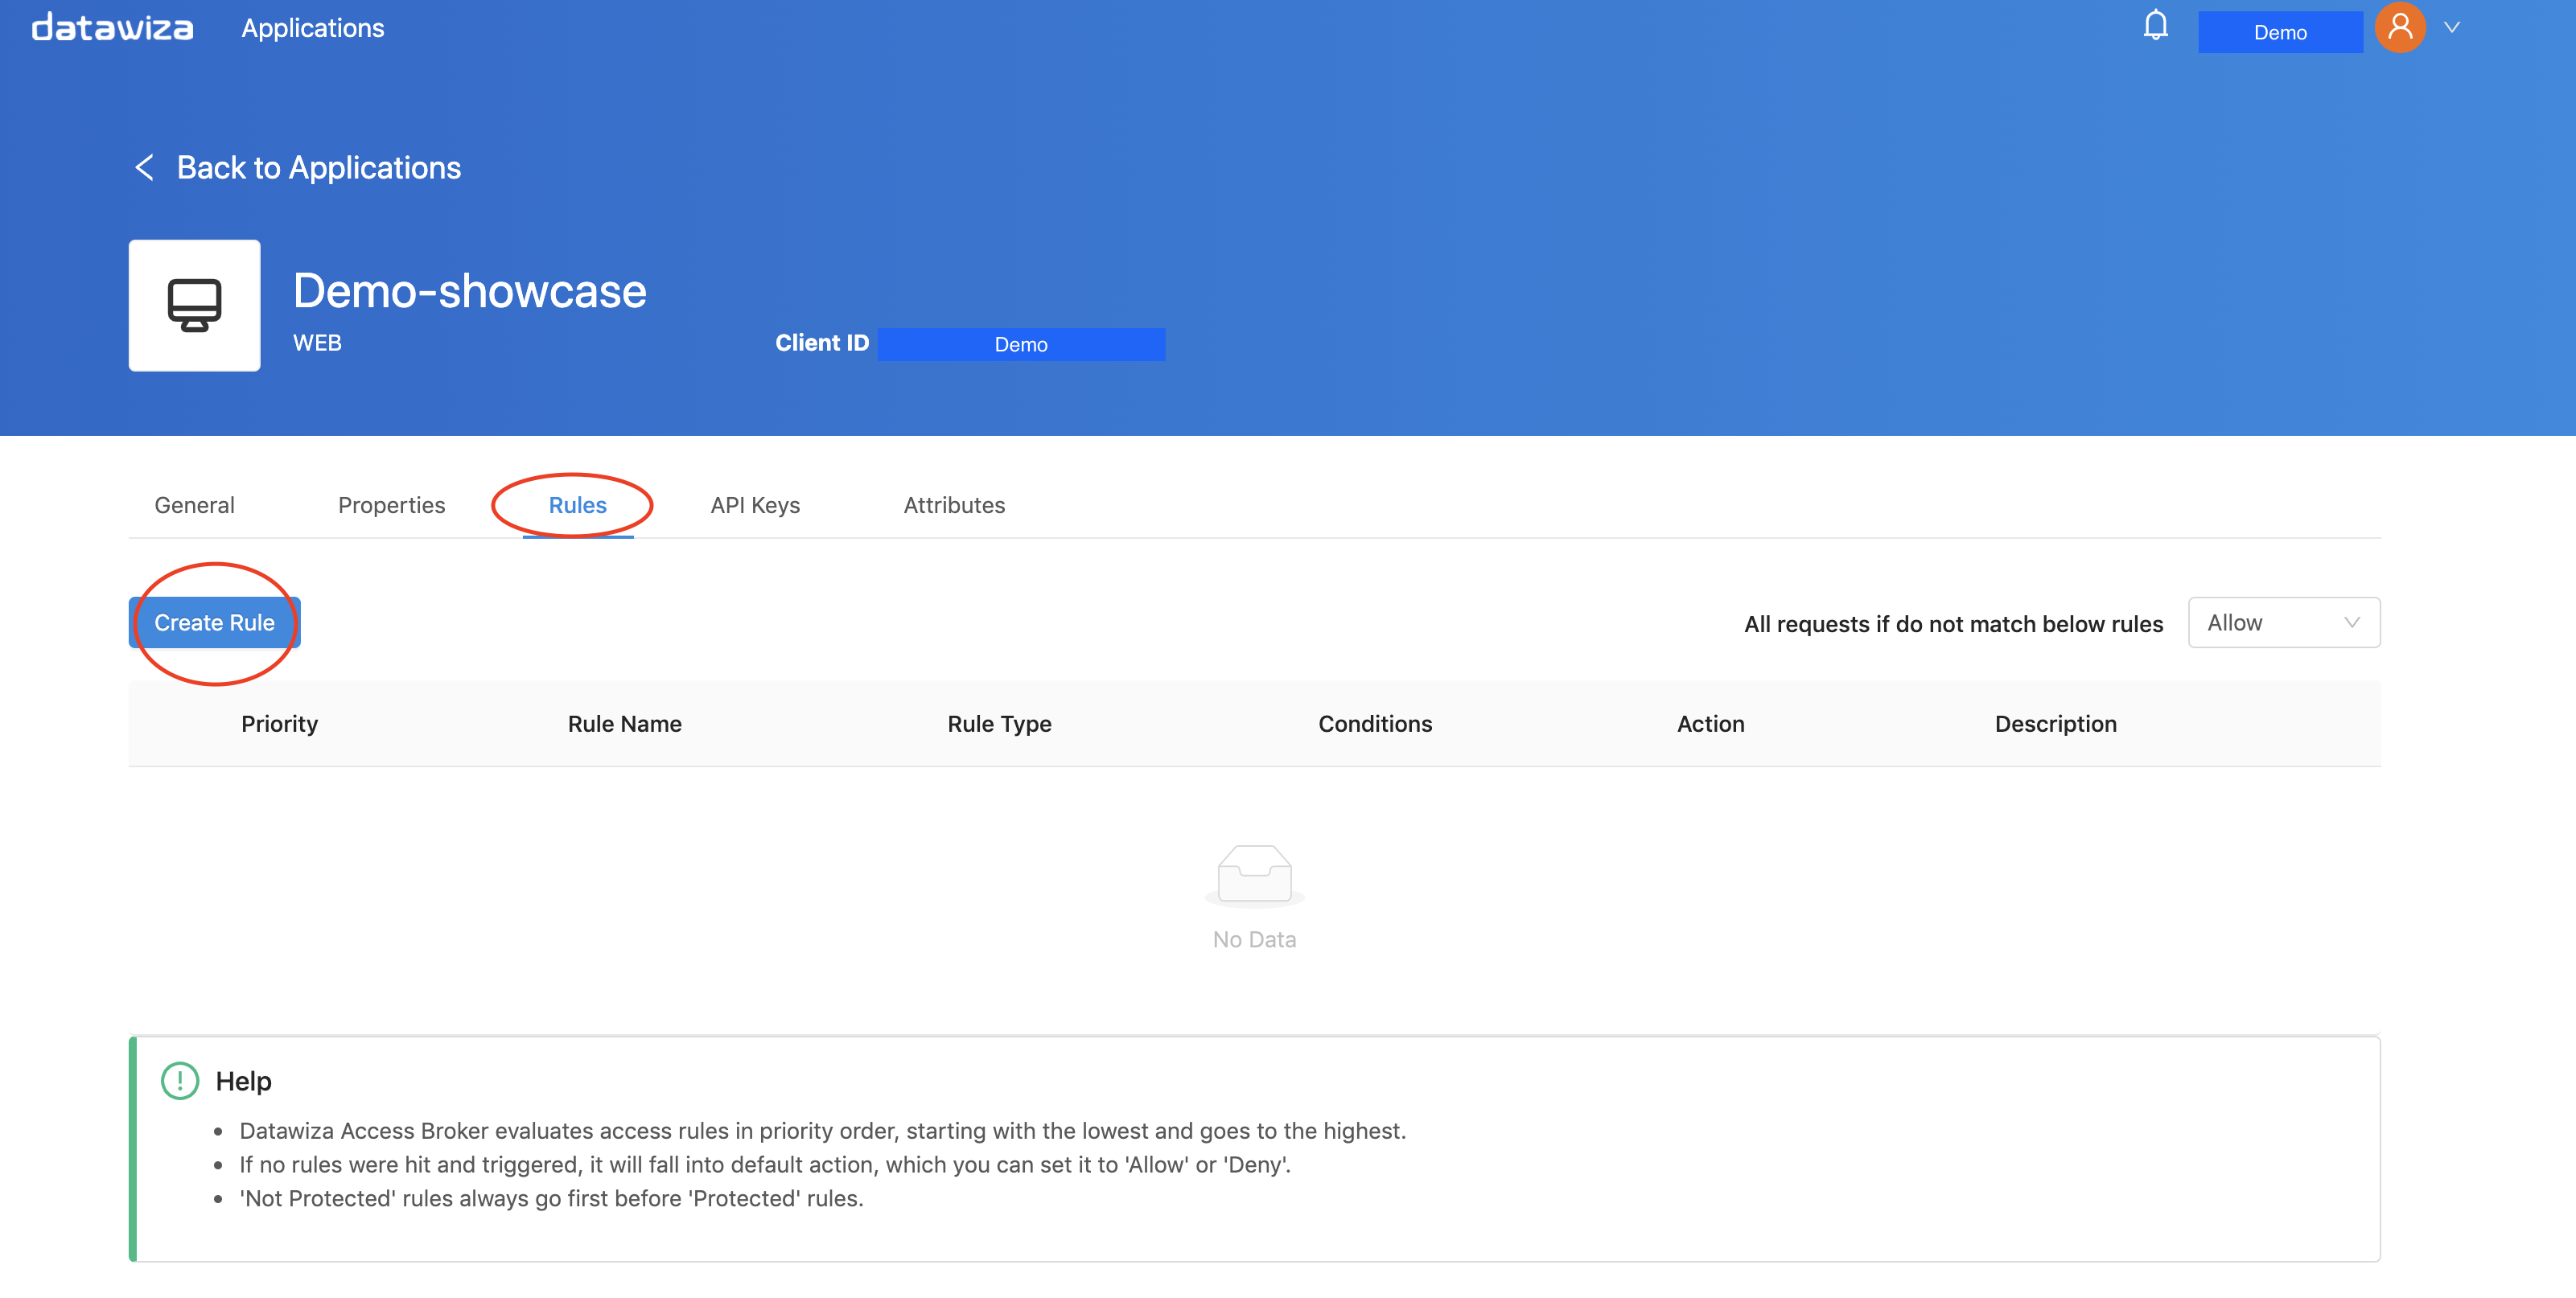 datawiza Applications Demo
Back to Applications
Demo-showcase
WEB Client ID Demo
General Properties Rules API Keys Attributes
Create Rule All requests if do not match below rules Allow
Priority Rule Name Rule Type Conditions Action Description
No Data
Help
Datawiza Access Broker evaluates access rules in priority order, starting with the lowest and goes to the highest.
If no rules were hit and triggered, it will fall into default action, which you can set it to 'Allow' or 'Deny'.
'Not Protected' rules always go first before 'Protected' rules.